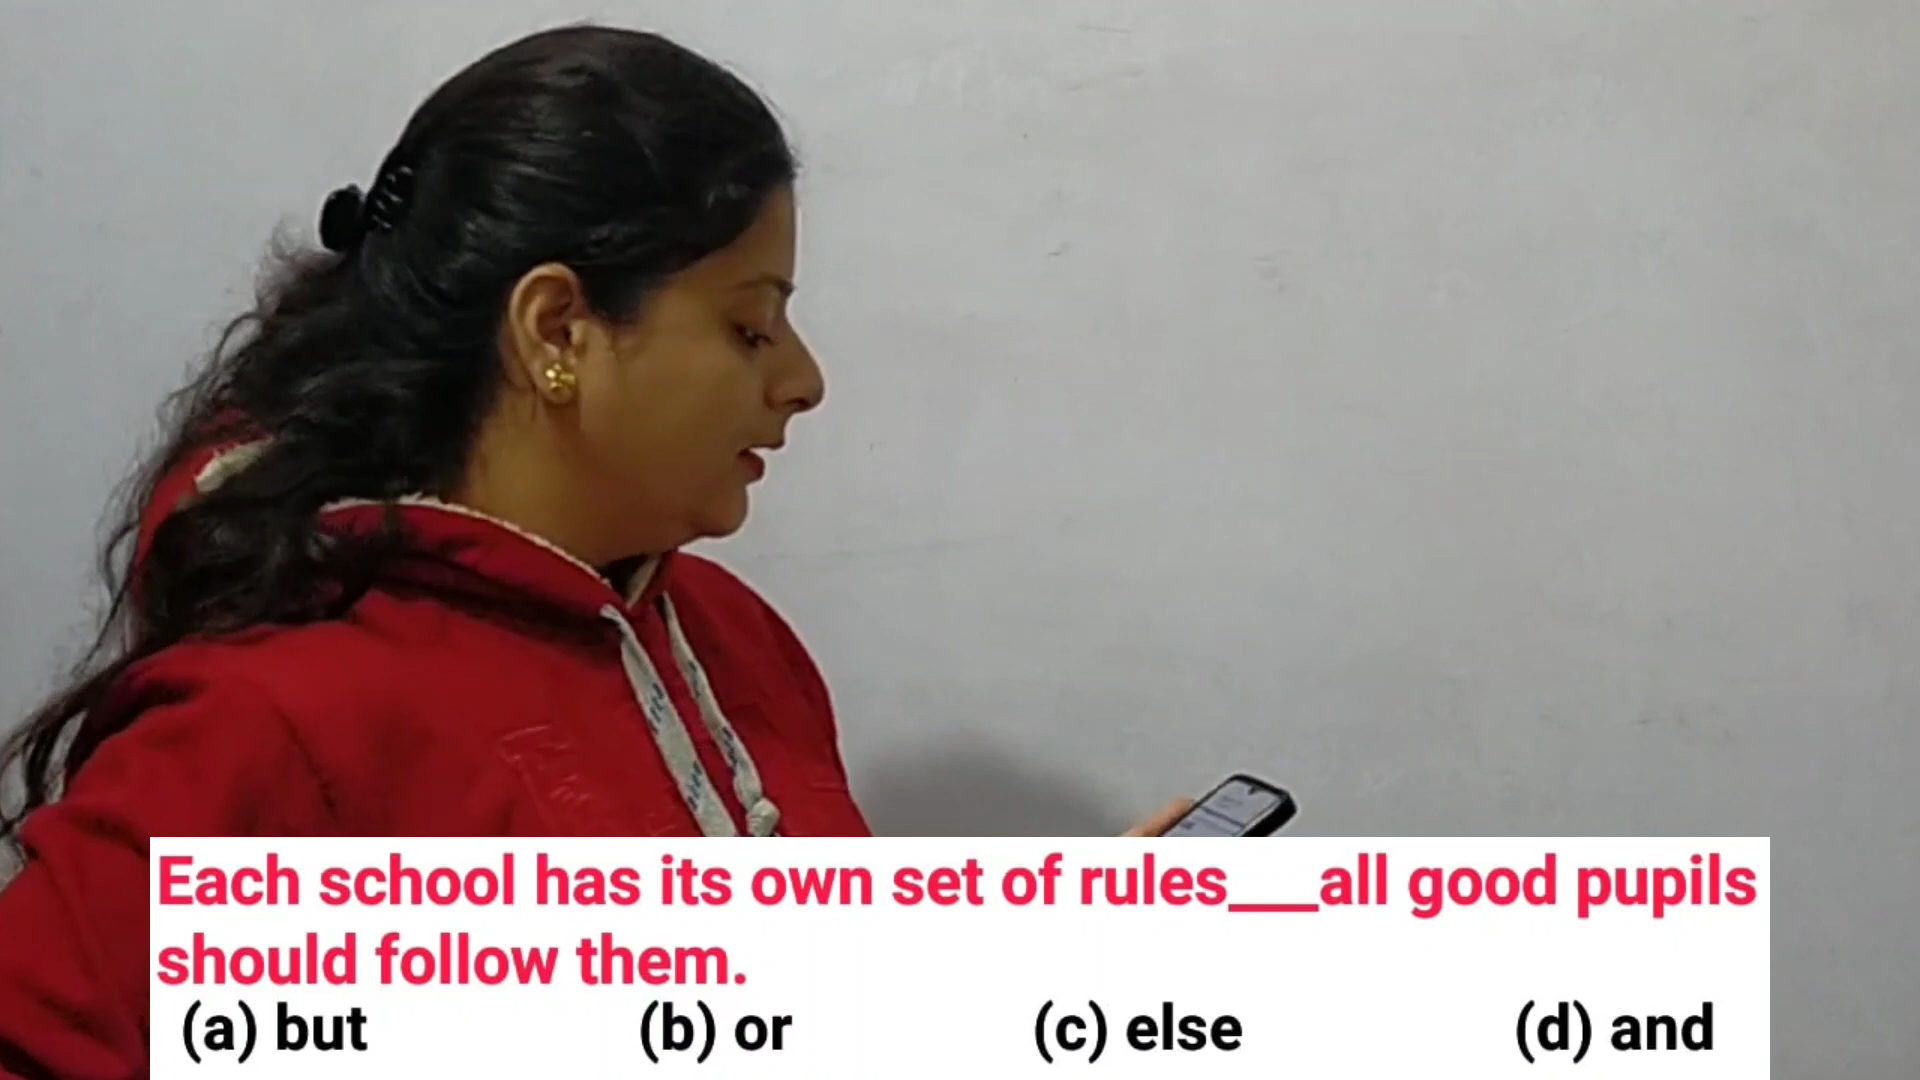 Each school has its own set of rules___all good pupils
should follow them.
(a) but (b) or (c) else (d) and